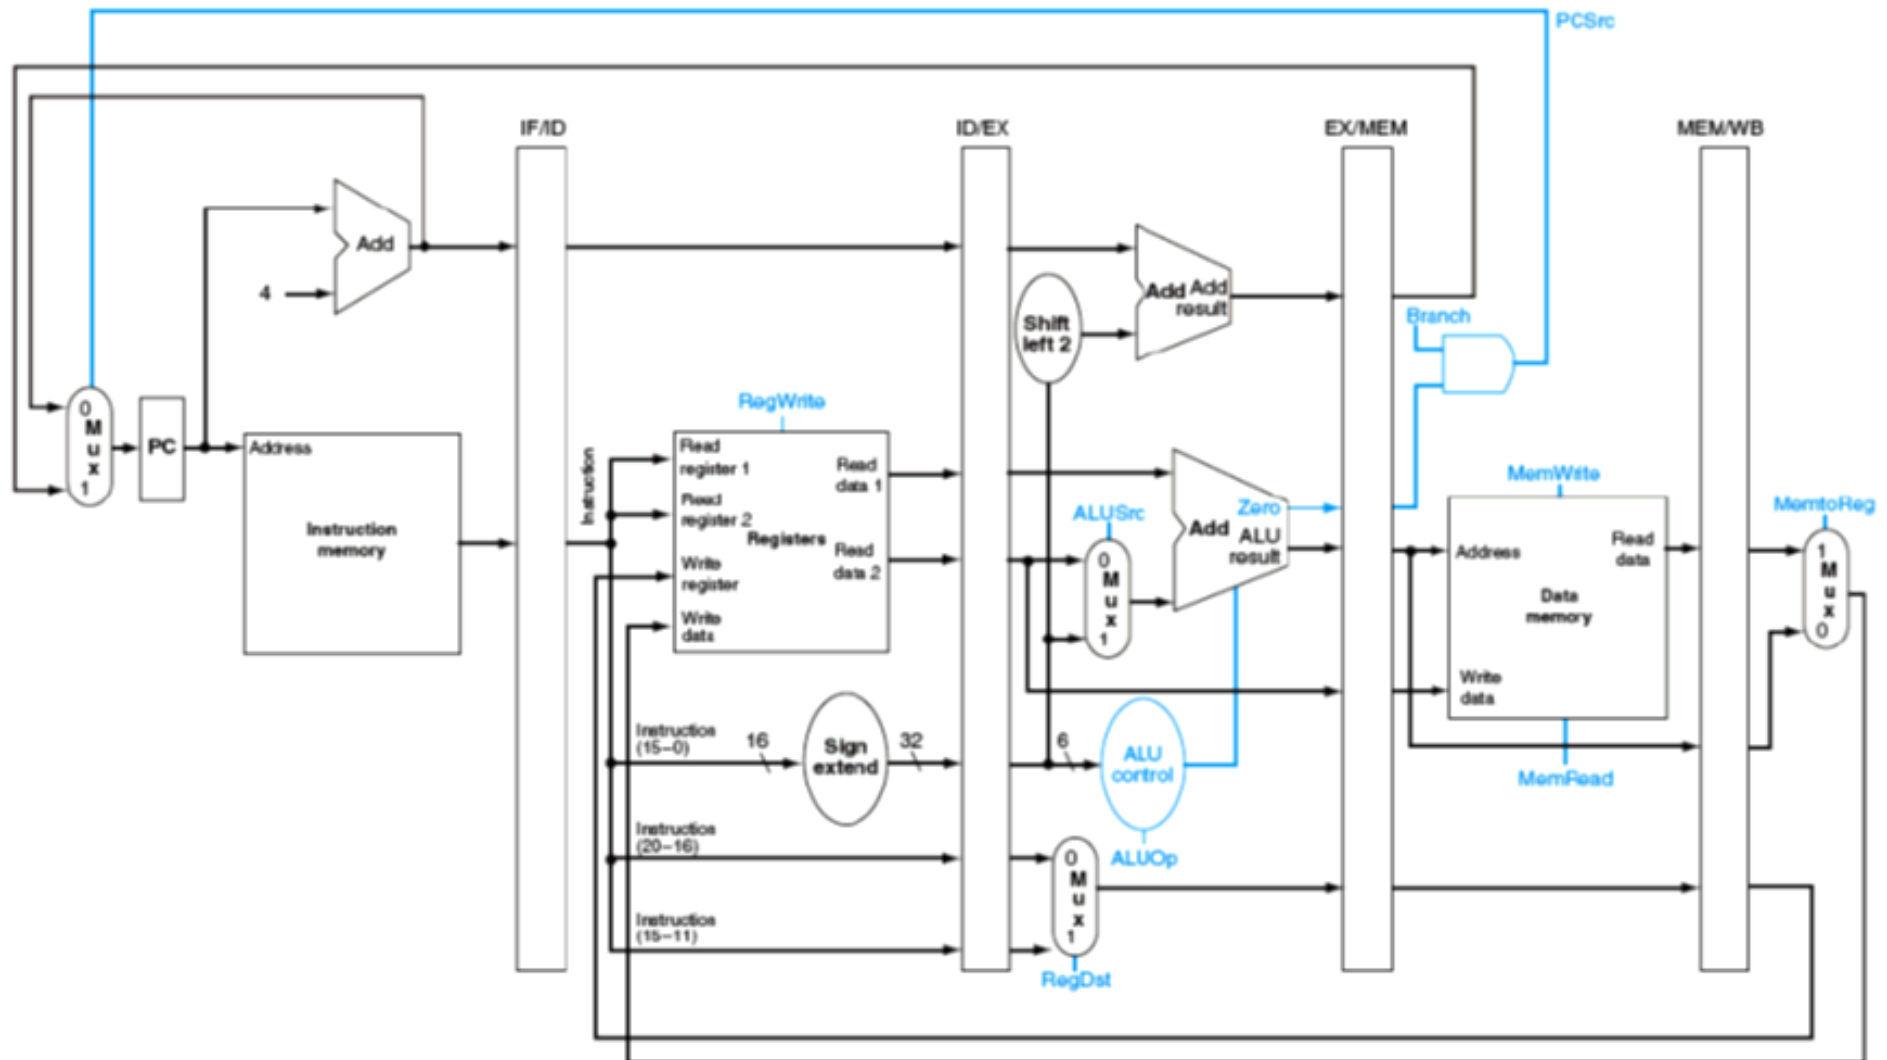 PCSrc
IF/ID
ID/EX
EX/MEM
MEM/WB
Add
4
Add Add
result
Shift
left 2
Branch
0
M
u
x
1
PC
Address
Instruction
memory
Instruction
RegWrite
Read
register 1
Read
register 2
Registers
Write
register
Write
data
Read
data 1
Read
data 2
ALUSrc
0
M
u
x
1
Zero
Add
ALU
result
MemWrite
Address
Read
data
Data
memory
Write
data
MemRead
MemtoReg
1
M
u
x
0
Instruction
(15–0)
16
Sign
extend
32
6
ALU
control
ALUOp
Instruction
(20–16)
Instruction
(15–11)
0
M
u
x
1
RegDst